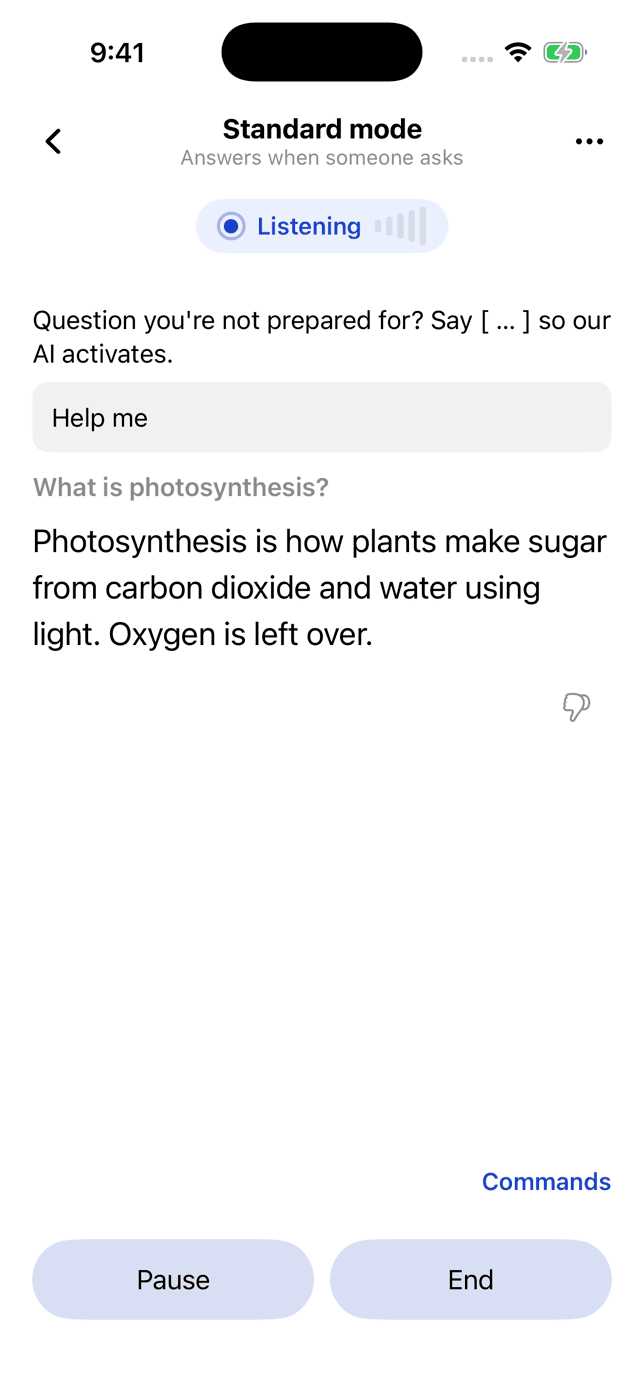 9:41
Standard mode
Answers when someone asks
Listening
Question you're not prepared for? Say [ ... ] so our
AI activates.
Help me
What is photosynthesis?
Photosynthesis is how plants make sugar
from carbon dioxide and water using
light. Oxygen is left over.
Commands
Pause
End